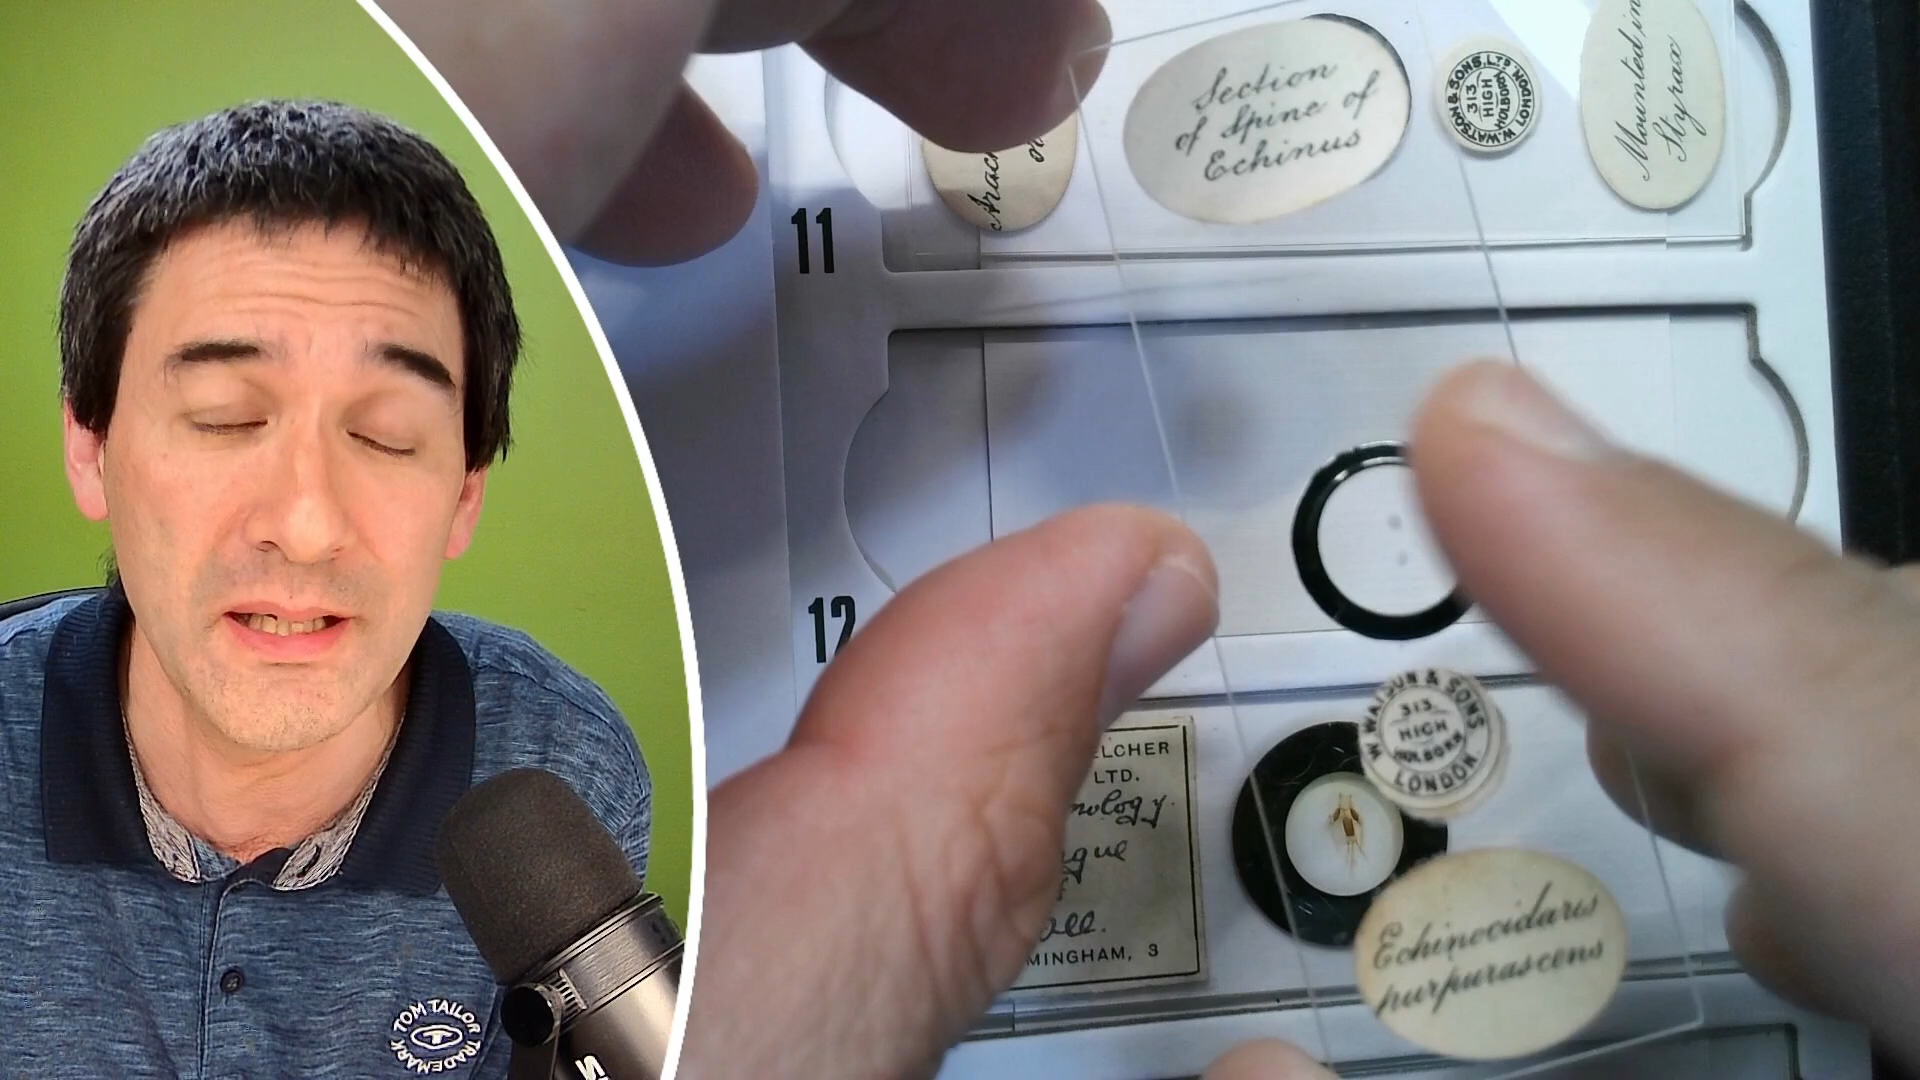 Section
of Spine of
Echinus
W. WATSON & SONS, LTD.
313
HIGH
HOLBORN
LONDON
Mounted in
Styrax
11
12
W WATSON & SONS
313
HIGH
HOLBORN
LONDON
ELCHER
LTD.
MINGHAM, 3
Echinocidaris
purpurascens
TOM TAILOR
TRADEMARK